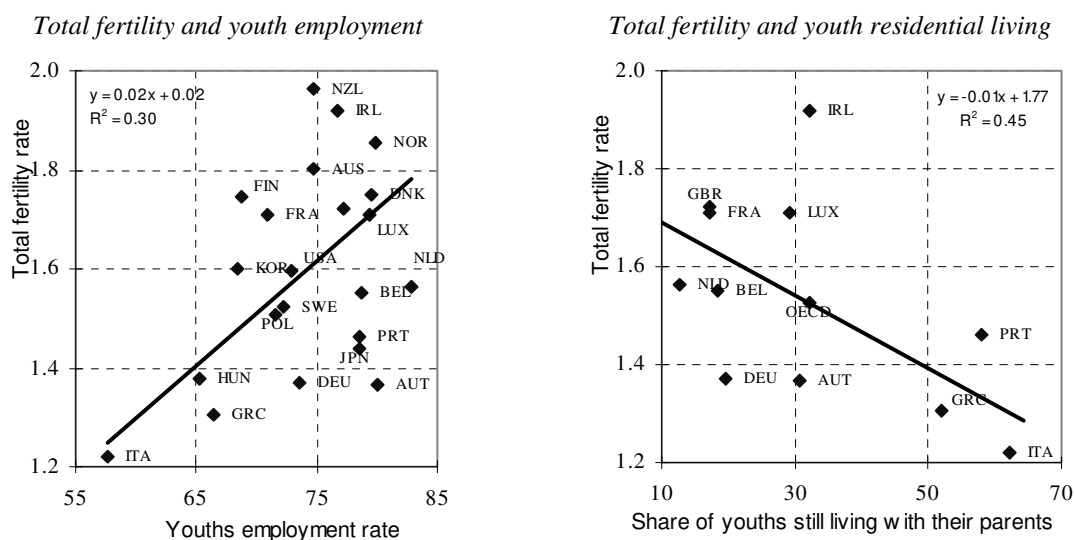 Total fertility and youth employment
2.0
1.8
1.6
1.4
1.2
Total fertility rate
y = 0.02x + 0.02
R² = 0.30
NZL
IRL
NOR
AUS
FIN
DNK
FRA
LUX
NLD
USA
KOR
BEL
SWE
POL
PRT
JPN
HUN
DEU
AUT
GRC
ITA
55 65 75 85
Youths employment rate
Total fertility and youth residential living
2.0
1.8
1.6
1.4
1.2
Total fertility rate
y = -0.01x + 1.77
R² = 0.45
IRL
GBR
FRA
LUX
NLD
BEL
OECD
PRT
DEU
AUT
GRC
ITA
10 30 50 70
Share of youths still living with their parents